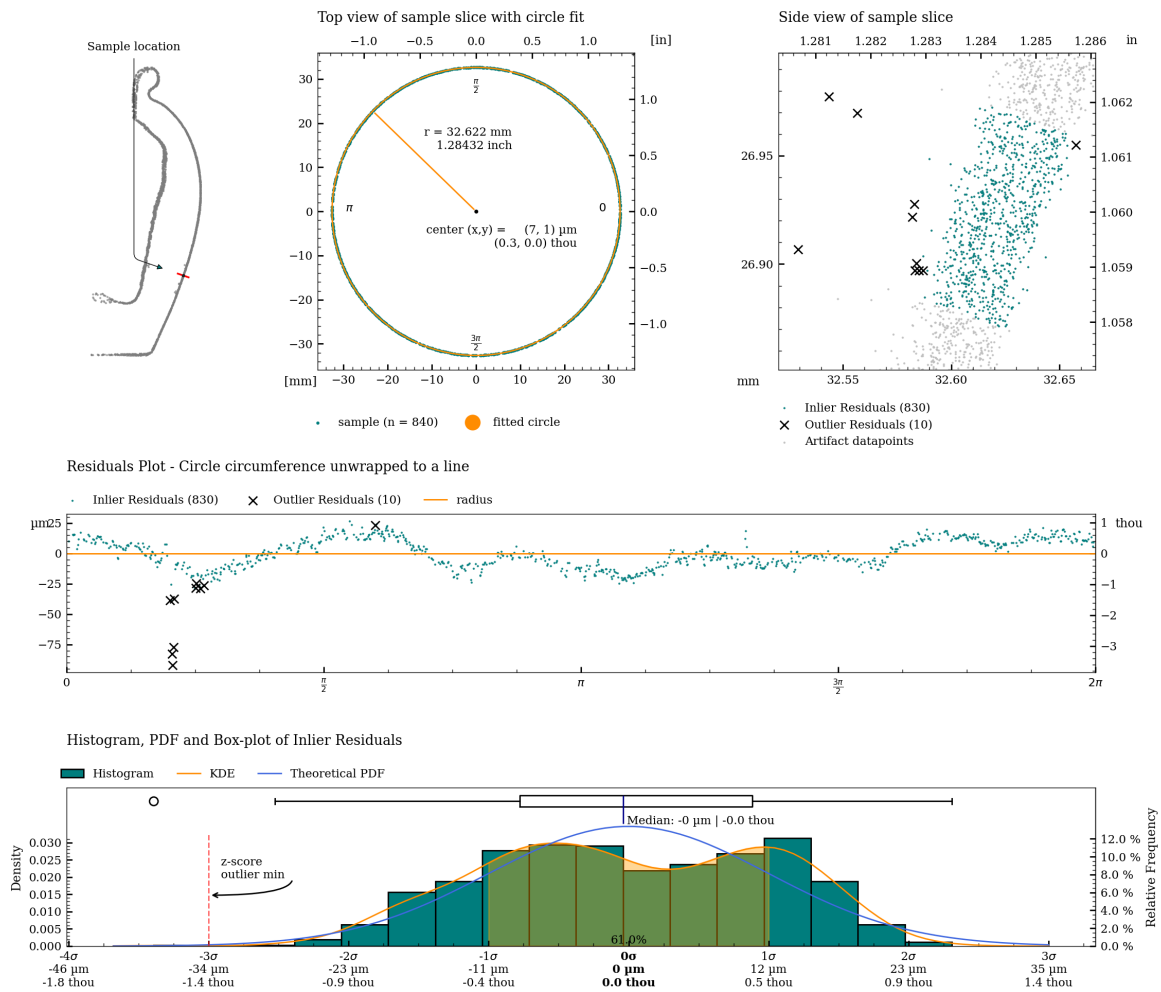 Top view of sample slice with circle fit
Side view of sample slice
Sample location
−1.0 −0.5 0.0 0.5 1.0 [in]
1.281 1.282 1.283 1.284 1.285 1.286 in
30
20
10
0
−10
−20
−30
π/2
r = 32.622 mm
1.28432 inch
π
0
center (x,y) = (7, 1) µm
(0.3, 0.0) thou
3π/2
1.0
0.5
0.0
−0.5
−1.0
26.95
26.90
1.062
1.061
1.060
1.059
1.058
[mm] −30 −20 −10 0 10 20 30
mm 32.55 32.60 32.65
sample (n = 840) fitted circle
Inlier Residuals (830)
Outlier Residuals (10)
Artifact datapoints
Residuals Plot - Circle circumference unwrapped to a line
Inlier Residuals (830) Outlier Residuals (10) radius
µm
25
0
−25
−50
−75
1 thou
0
−1
−2
−3
0 π/2 π 3π/2 2π
Histogram, PDF and Box-plot of Inlier Residuals
Histogram KDE Theoretical PDF
Median: -0 µm | -0.0 thou
Density
0.030
0.025
0.020
0.015
0.010
0.005
0.000
z-score
outlier min
61.0%
12.0 %
10.0 %
8.0 %
6.0 %
4.0 %
2.0 %
0.0 %
Relative Frequency
-4σ -3σ -2σ -1σ 0σ 1σ 2σ 3σ
-46 µm -34 µm -23 µm -11 µm 0 µm 12 µm 23 µm 35 µm
-1.8 thou -1.4 thou -0.9 thou -0.4 thou 0.0 thou 0.5 thou 0.9 thou 1.4 thou